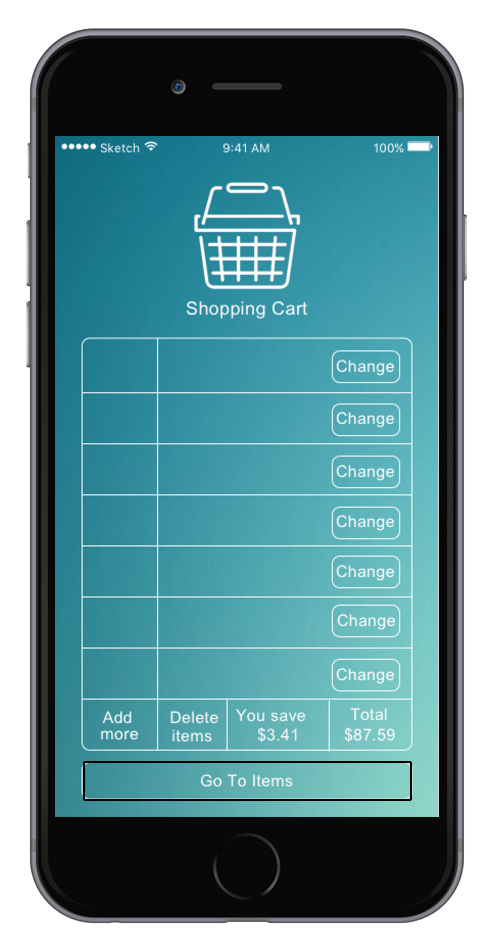 Sketch 9:41 AM 100%
Shopping Cart
Change
Change
Change
Change
Change
Change
Change
Add more
Delete items
You save $3.41
Total $87.59
Go To Items